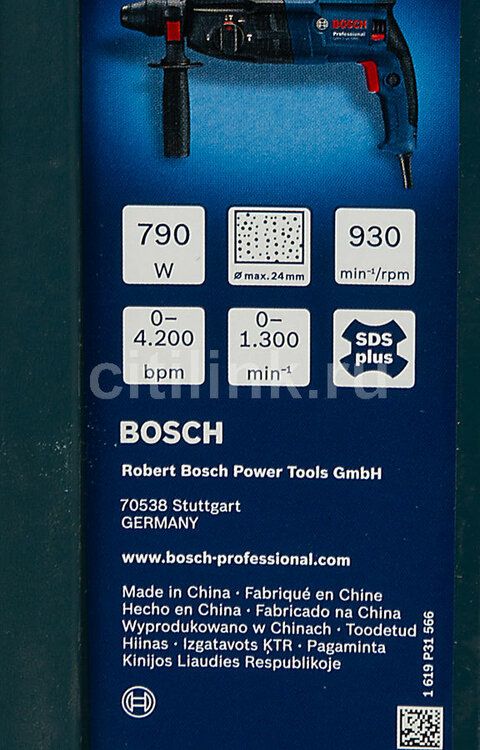 BOSCH
Professional
790
W
ø max. 24 mm
930
min⁻¹/rpm
0–
4.200
bpm
0–
1.300
min⁻¹
SDS
plus
citilink.ru
BOSCH
Robert Bosch Power Tools GmbH
70538 Stuttgart
GERMANY
www.bosch-professional.com
Made in China · Fabriqué en Chine
Hecho en China · Fabricado na China
Wyprodukowano w Chinach · Toodetud
Hiinas · Izgatavots ĶTR · Pagaminta
Kinijos Liaudies Respublikoje
1 619 P31 566